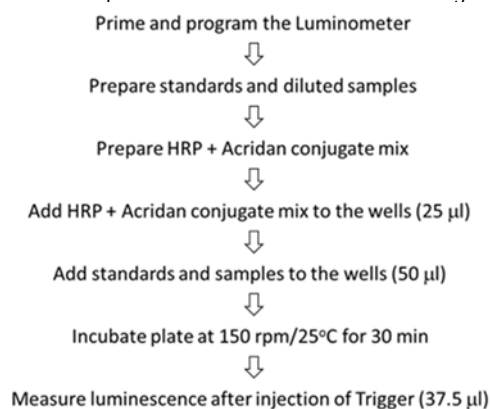 Prime and program the Luminometer
⇩
Prepare standards and diluted samples
⇩
Prepare HRP + Acridan conjugate mix
⇩
Add HRP + Acridan conjugate mix to the wells (25 µl)
⇩
Add standards and samples to the wells (50 µl)
⇩
Incubate plate at 150 rpm/25°C for 30 min
⇩
Measure luminescence after injection of Trigger (37.5 µl)